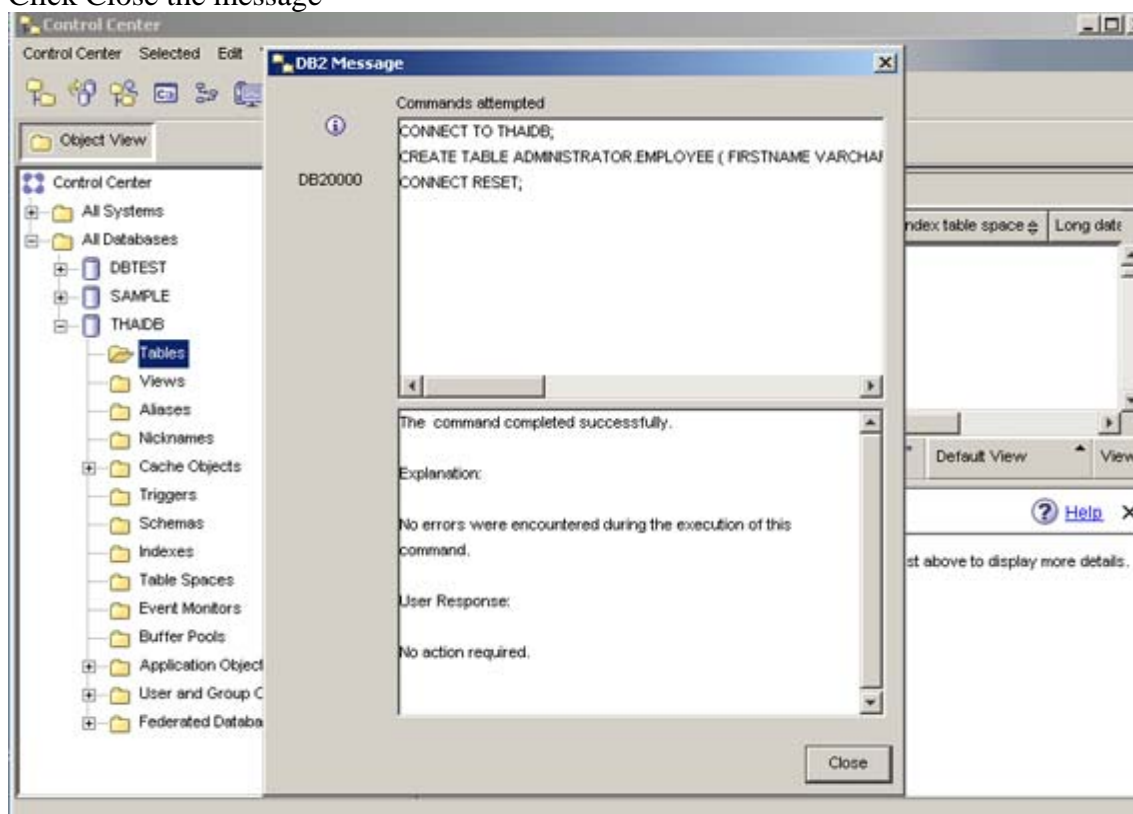 Click Close the message
Control Center
Control Center Selected Edit
Object View
Control Center
All Systems
All Databases
DBTEST
SAMPLE
THAIDB
Tables
Views
Aliases
Nicknames
Cache Objects
Triggers
Schemas
Indexes
Table Spaces
Event Monitors
Buffer Pools
Application Object
User and Group
Federated Databa
DB2 Message
Commands attempted
DB20000
CONNECT TO THAIDB;
CREATE TABLE ADMINISTRATOR.EMPLOYEE ( FIRSTNAME VARCHAR
CONNECT RESET;
The command completed successfully.
Explanation:
No errors were encountered during the execution of this
command.
User Response:
No action required.
Close
ndex table space Long date
Default View View
Help
st above to display more details.